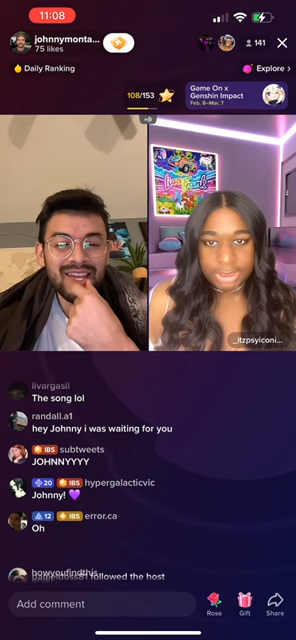 11:08
johnnymonta...
75 likes
141
Daily Ranking
Explore >
108/153
Game On x
Genshin Impact
Feb. 8–Mar. 7
_itzpsyiconi...
The song lol
randall.a1
hey Johnny i was waiting for you
IBS subtweets
JOHNNYYYY
20 IBS hypergalacticvic
Johnny! 💜
12 IBS error.ca
Oh
howyoufindthis
followed the host
Add comment
Rose
Gift
Share